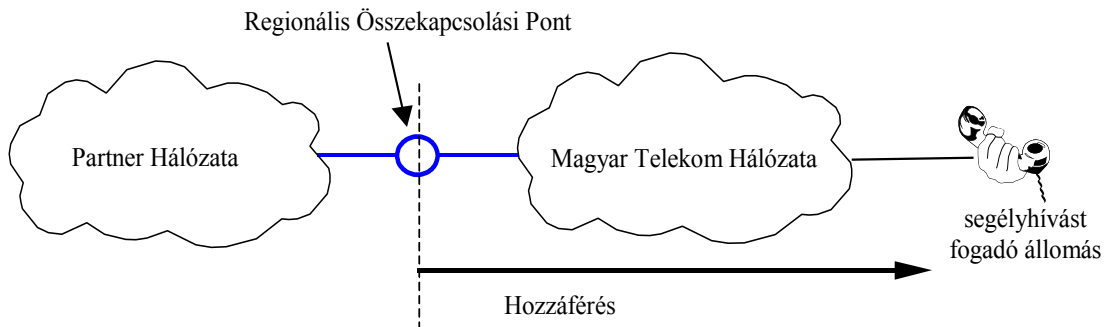 Regionális Összekapcsolási Pont
Partner Hálózata
Magyar Telekom Hálózata
segélyhívást
fogadó állomás
Hozzáférés